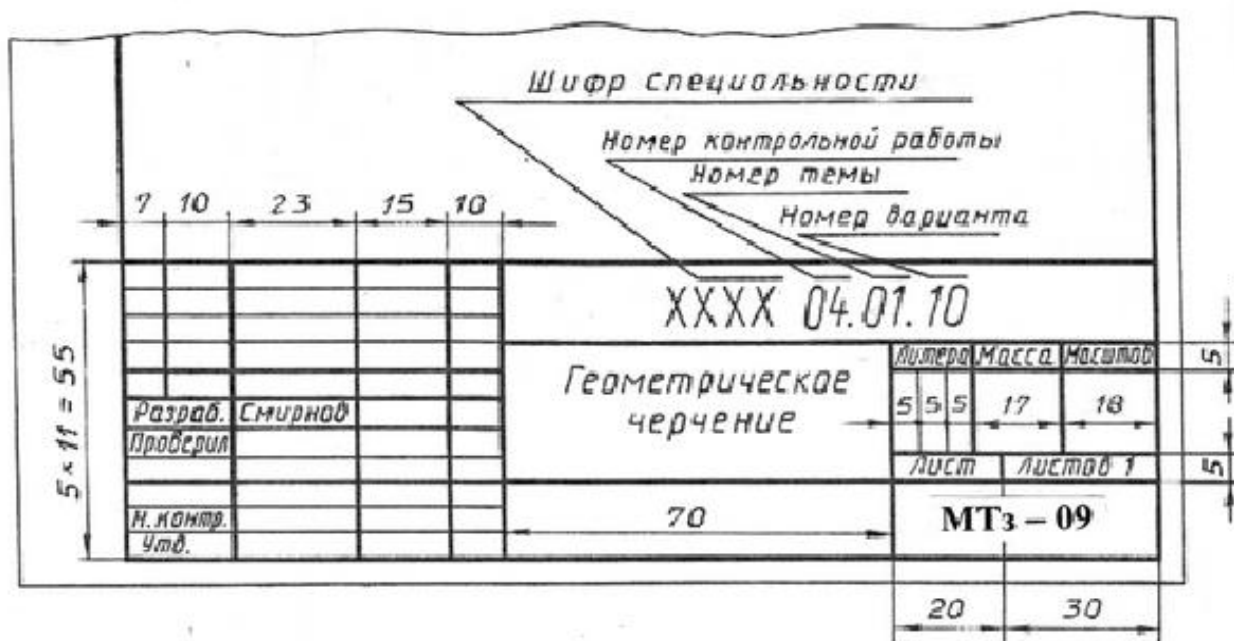 Шифр специальности
Номер контрольной работы
Номер темы
Номер варианта
7 10 23 15 10
XXXX 04.01.10
5×11=55
Геометрическое
черчение
Литера Масса Масштаб
5
5 5 5 17 18
Разраб. Смирнов
Проверил
Лист Листов 1
5
70
МТз – 09
Н.контр.
Утв.
20 30